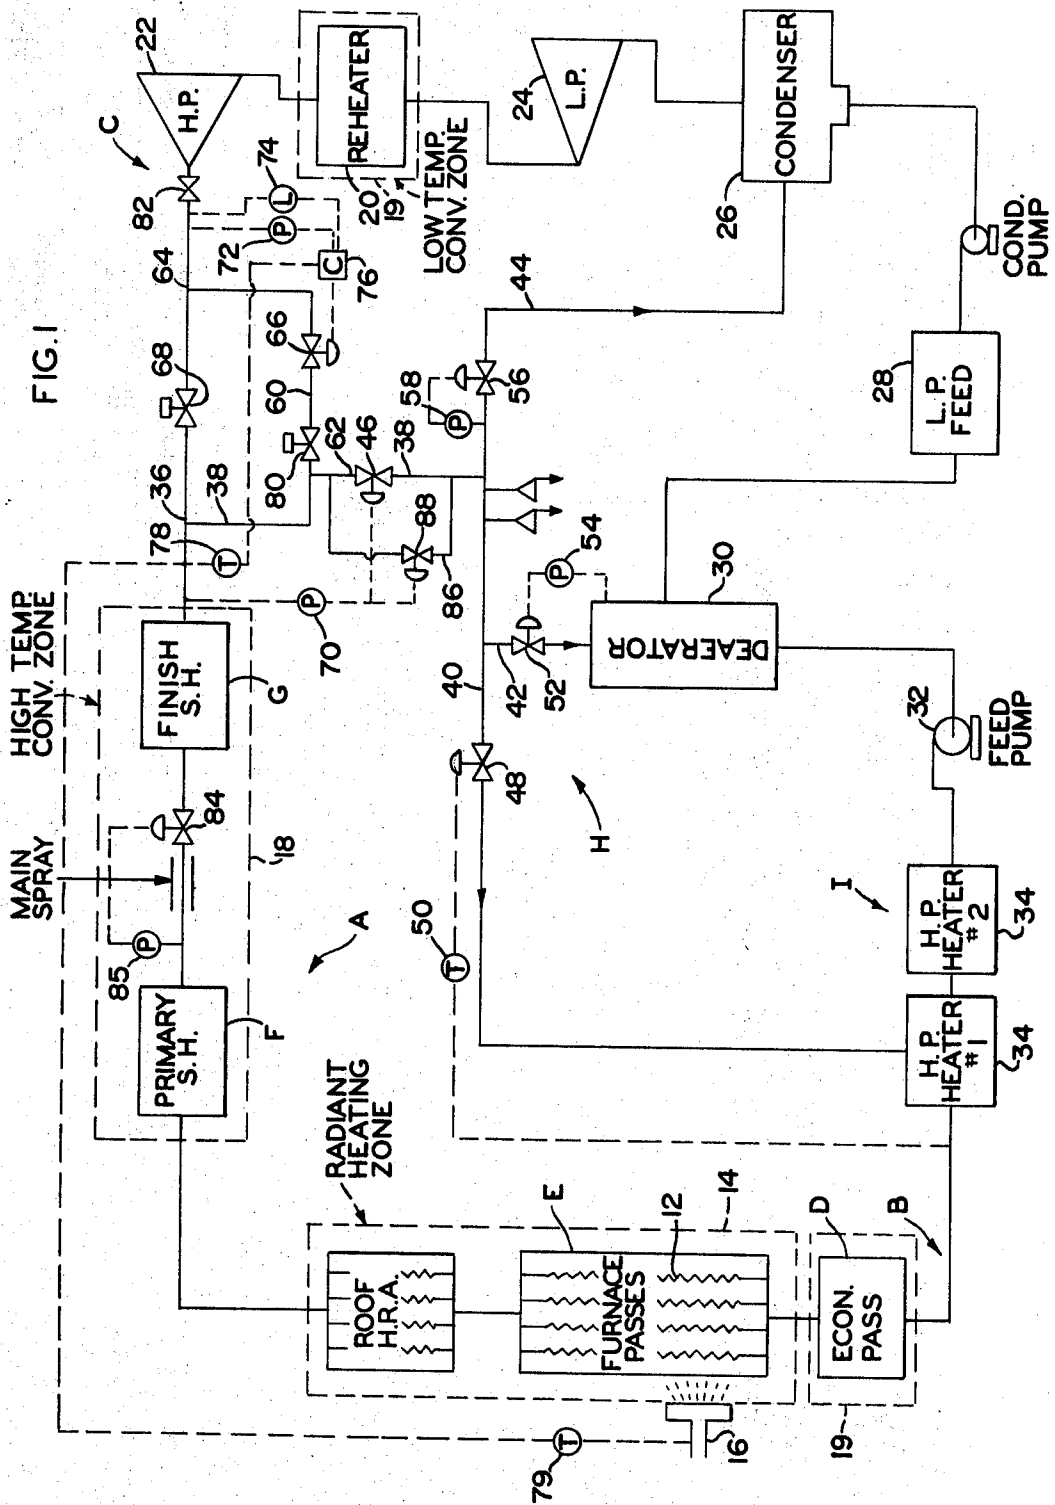 FIG.1
MAIN
SPRAY
HIGH TEMP.
CONV. ZONE
PRIMARY
S.H.
F
85
P
84
FINISH
S.H.
G
18
A
78
T
36
38
68
64
82
C
22
H.P.
74
L
72
P
C
76
REHEATER
20
19
LOW TEMP.
CONV. ZONE
24
L.P.
26
CONDENSER
COND.
PUMP
28
L.P.
FEED
44
66
60
80
62
46
38
88
86
70
P
58
P
56
54
P
52
42
40
48
50
T
H
30
DEAERATOR
32
FEED
PUMP
I
H.P.
HEATER
#2
34
H.P.
HEATER
#1
34
RADIANT
HEATING
ZONE
ROOF
H.R.A.
E
FURNACE
PASSES
12
14
16
79
T
D
ECON.
PASS
19
B